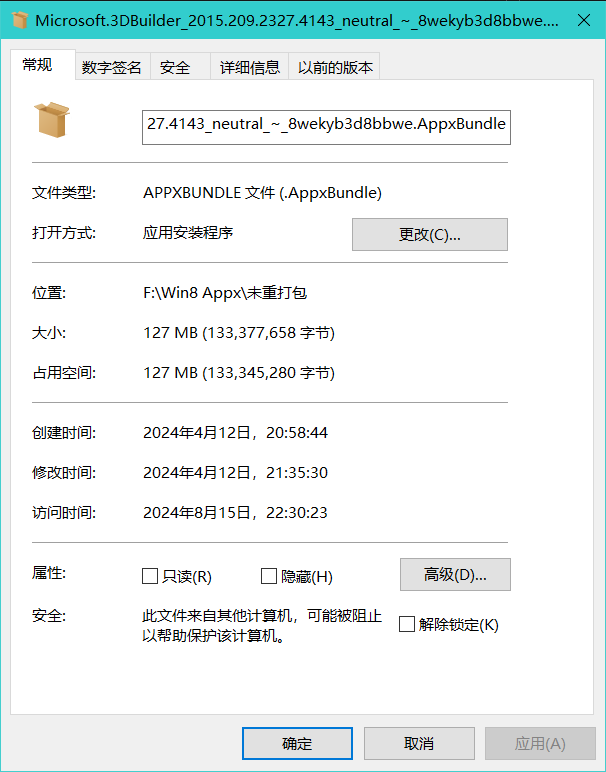 Microsoft.3DBuilder_2015.209.2327.4143_neutral_~_8wekyb3d8bbwe....
常规 数字签名 安全 详细信息 以前的版本
27.4143_neutral_~_8wekyb3d8bbwe.AppxBundle
文件类型: APPXBUNDLE 文件 (.AppxBundle)
打开方式: 应用安装程序 更改(C)...
位置: F:\Win8 Appx\未重打包
大小: 127 MB (133,377,658 字节)
占用空间: 127 MB (133,345,280 字节)
创建时间: 2024年4月12日，20:58:44
修改时间: 2024年4月12日，21:35:30
访问时间: 2024年8月15日，22:30:23
属性: 只读(R) 隐藏(H) 高级(D)...
安全: 此文件来自其他计算机，可能被阻止
以帮助保护该计算机。 解除锁定(K)
确定 取消 应用(A)